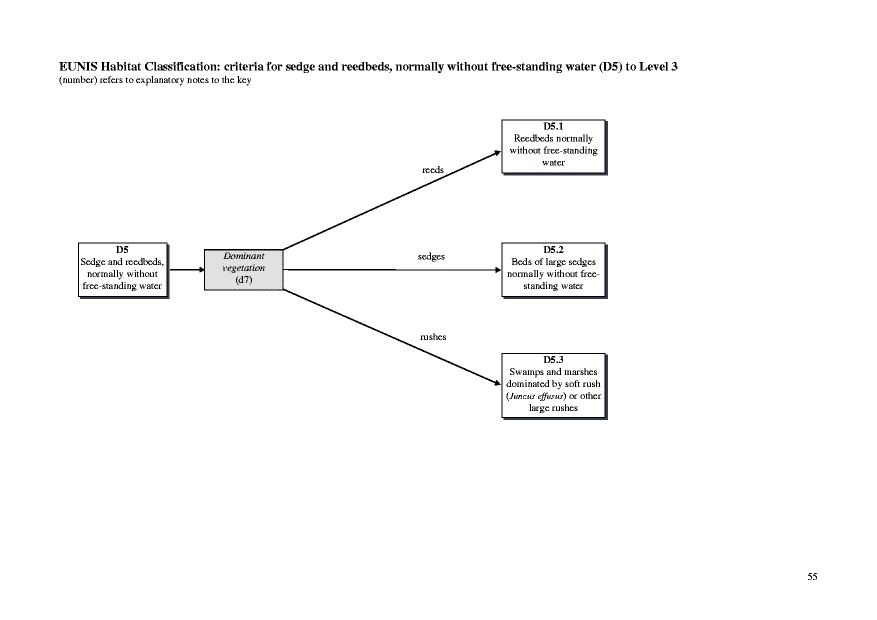 EUNIS Habitat Classification: criteria for sedge and reedbeds, normally without free-standing water (D5) to Level 3
(number) refers to explanatory notes to the key
D5.1
Reedbeds normally
without free-standing
water
reeds
D5
Sedge and reedbeds,
normally without
free-standing water
Dominant
vegetation
(d7)
sedges
D5.2
Beds of large sedges
normally without free-
standing water
rushes
D5.3
Swamps and marshes
dominated by soft rush
(Juncus effusus) or other
large rushes
55